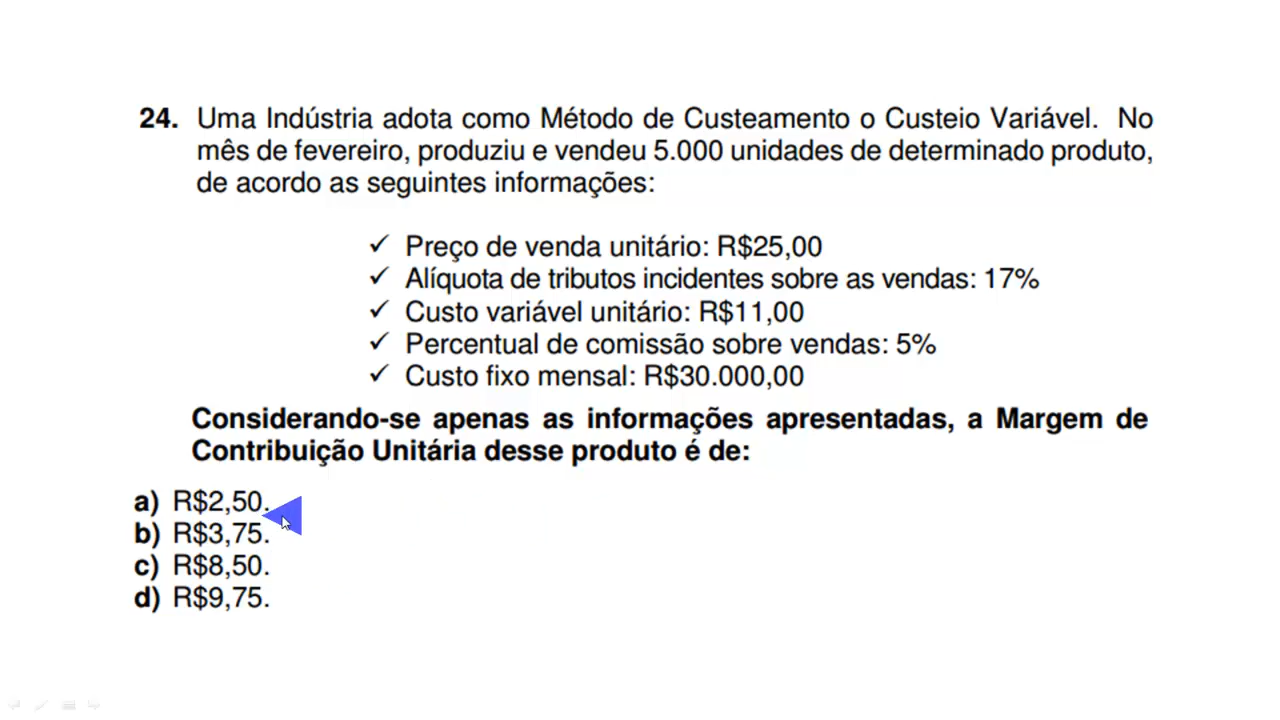 24. Uma Indústria adota como Método de Custeamento o Custeio Variável. No
mês de fevereiro, produziu e vendeu 5.000 unidades de determinado produto,
de acordo as seguintes informações:
✓ Preço de venda unitário: R$25,00
✓ Alíquota de tributos incidentes sobre as vendas: 17%
✓ Custo variável unitário: R$11,00
✓ Percentual de comissão sobre vendas: 5%
✓ Custo fixo mensal: R$30.000,00
Considerando-se apenas as informações apresentadas, a Margem de
Contribuição Unitária desse produto é de:
a) R$2,50.
b) R$3,75.
c) R$8,50.
d) R$9,75.